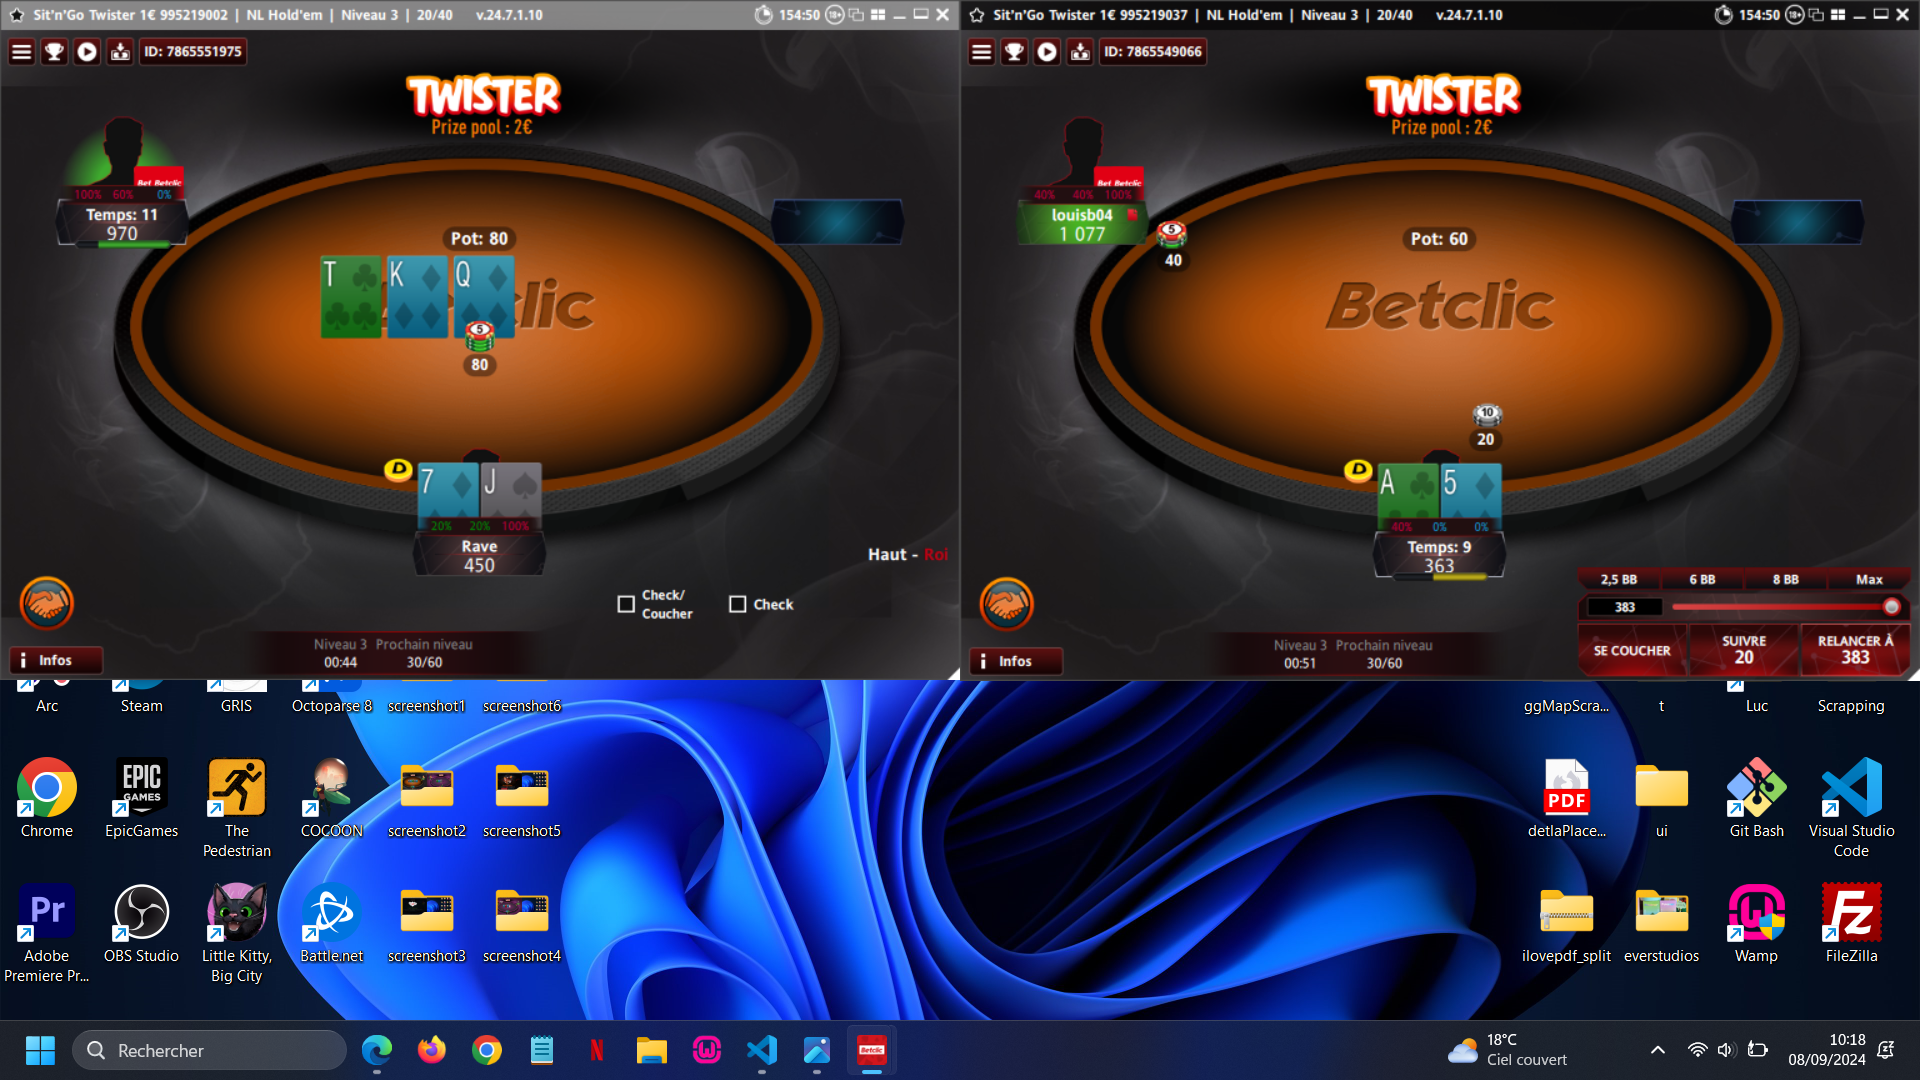 Sit'n'Go Twister 1€ 995219002 | NL Hold'em | Niveau 3 | 20/40 v.24.7.1.10
154:50
18+
ID: 7865551975
TWISTER
Prize pool : 2€
Bet Betclic
100% 60% 0%
Temps: 11
970
Pot: 80
T K Q
clic
5
80
D
7 J
20% 20% 100%
Rave
450
Haut - Roi
Check/
Coucher
Check
Niveau 3 Prochain niveau
00:44 30/60
i Infos
Sit'n'Go Twister 1€ 995219037 | NL Hold'em | Niveau 3 | 20/40 v.24.7.1.10
154:50
18+
ID: 7865549066
TWISTER
Prize pool : 2€
Bet Betclic
40% 40% 100%
louisb04
1 077
5
40
Pot: 60
Betclic
10
20
D
A 5
40% 0% 0%
Temps: 9
363
2,5 BB 6 BB 8 BB Max
383
SE COUCHER
SUIVRE
20
RELANCER À
383
Niveau 3 Prochain niveau
00:51 30/60
i Infos
Arc
Steam
GRIS
Octoparse 8
screenshot1
screenshot6
ggMapScra...
t
Luc
Scrapping
EPIC
GAMES
PDF
Chrome
EpicGames
The
Pedestrian
COCOON
screenshot2
screenshot5
detlaPlace...
ui
Git Bash
Visual Studio
Code
Pr
Fz
Adobe
Premiere Pr...
OBS Studio
Little Kitty,
Big City
Battle.net
screenshot3
screenshot4
ilovepdf_split
everstudios
Wamp
FileZilla
Rechercher
Betclic
18°C
Ciel couvert
10:18
08/09/2024